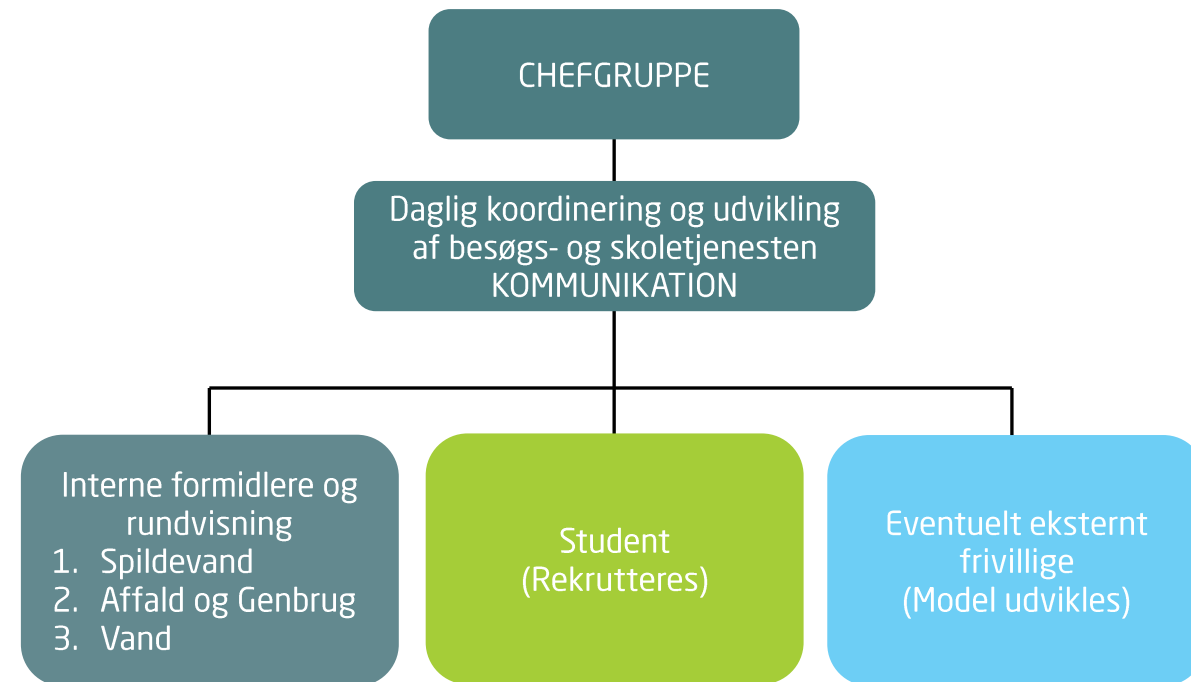 CHEFGRUPPE
Daglig koordinering og udvikling
af besøgs- og skoletjenesten
KOMMUNIKATION
Interne formidlere og
rundvisning
1. Spildevand
2. Affald og Genbrug
3. Vand
Student
(Rekrutteres)
Eventuelt eksternt
frivillige
(Model udvikles)